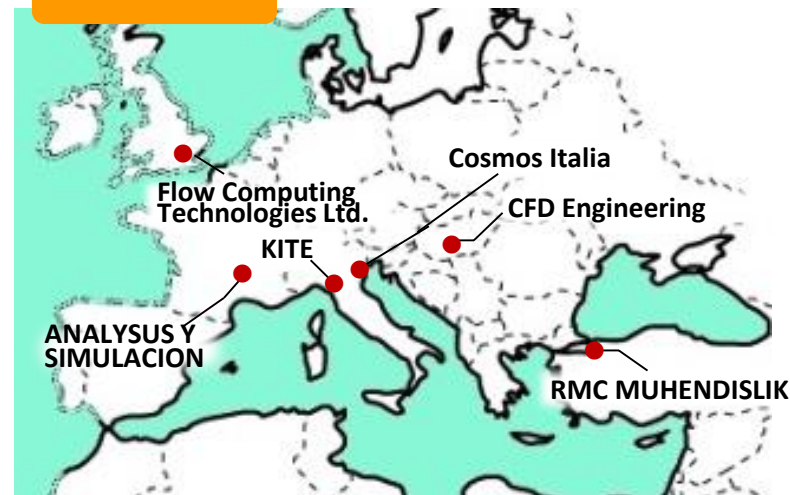 Cosmos Italia
Flow Computing
Technologies Ltd.
CFD Engineering
KITE
ANALYSUS Y
SIMULACION
RMC MUHENDISLIK